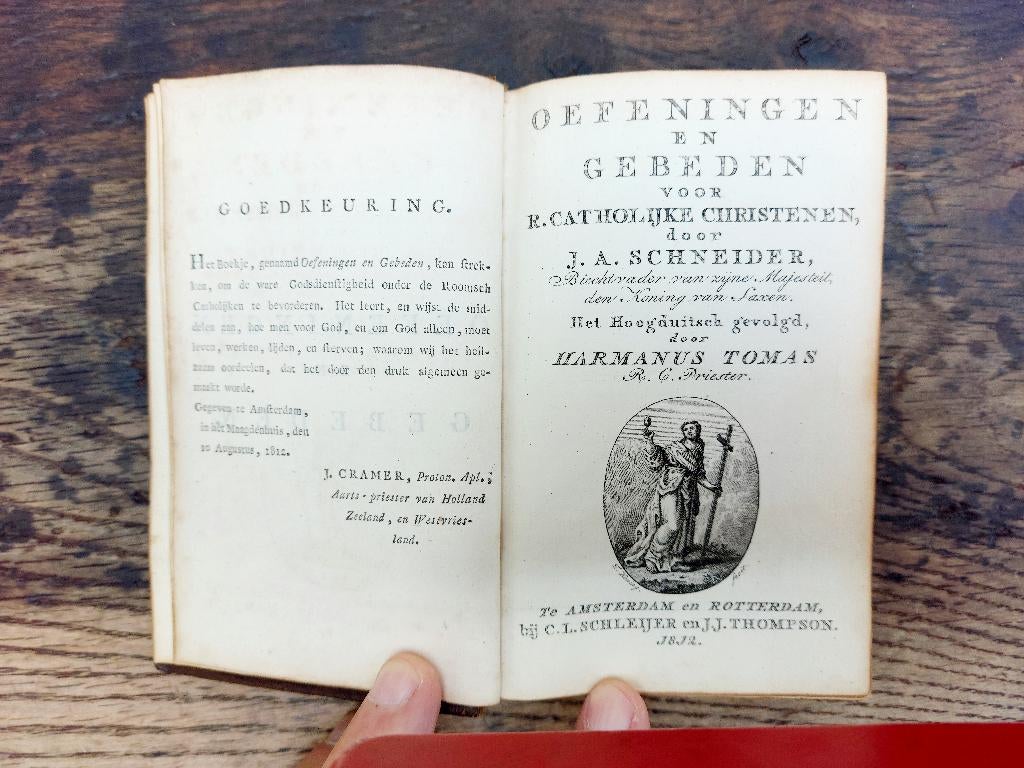 GOEDKEURING.
Het Boekje, genaamd Oefeningen en Gebeden, kan strek-
ken, om de ware Godsdienstigheid onder de Roomsch
Catholijken te bevorderen. Het leert, en wijst de mid-
delen aan, hoe men voor God, en om God alleen, moet
leven, werken, lijden, en sterven; waarom wij het heil-
zaam oordeelen, dat het door den druk algemeen ge-
maakt worde.
Gegeven te Amsterdam,
in het Maagdenhuis, den
10 Augustus, 1812.
J. CRAMER, Proton. Apl.;
Aarts-priester van Holland
Zeeland, en Westvries-
land.
OEFENINGEN
EN
GEBEDEN
VOOR
R. CATHOLIJKE CHRISTENEN,
door
J. A. SCHNEIDER,
Biechtvader van zijne Majesteit,
den Koning van Saxen.
Het Hoogduitsch gevolgd,
door
HARMANUS TOMAS
R. C. Priester.
Te AMSTERDAM en ROTTERDAM,
bij C. L. SCHLEIJER en J.J. THOMPSON.
1812.